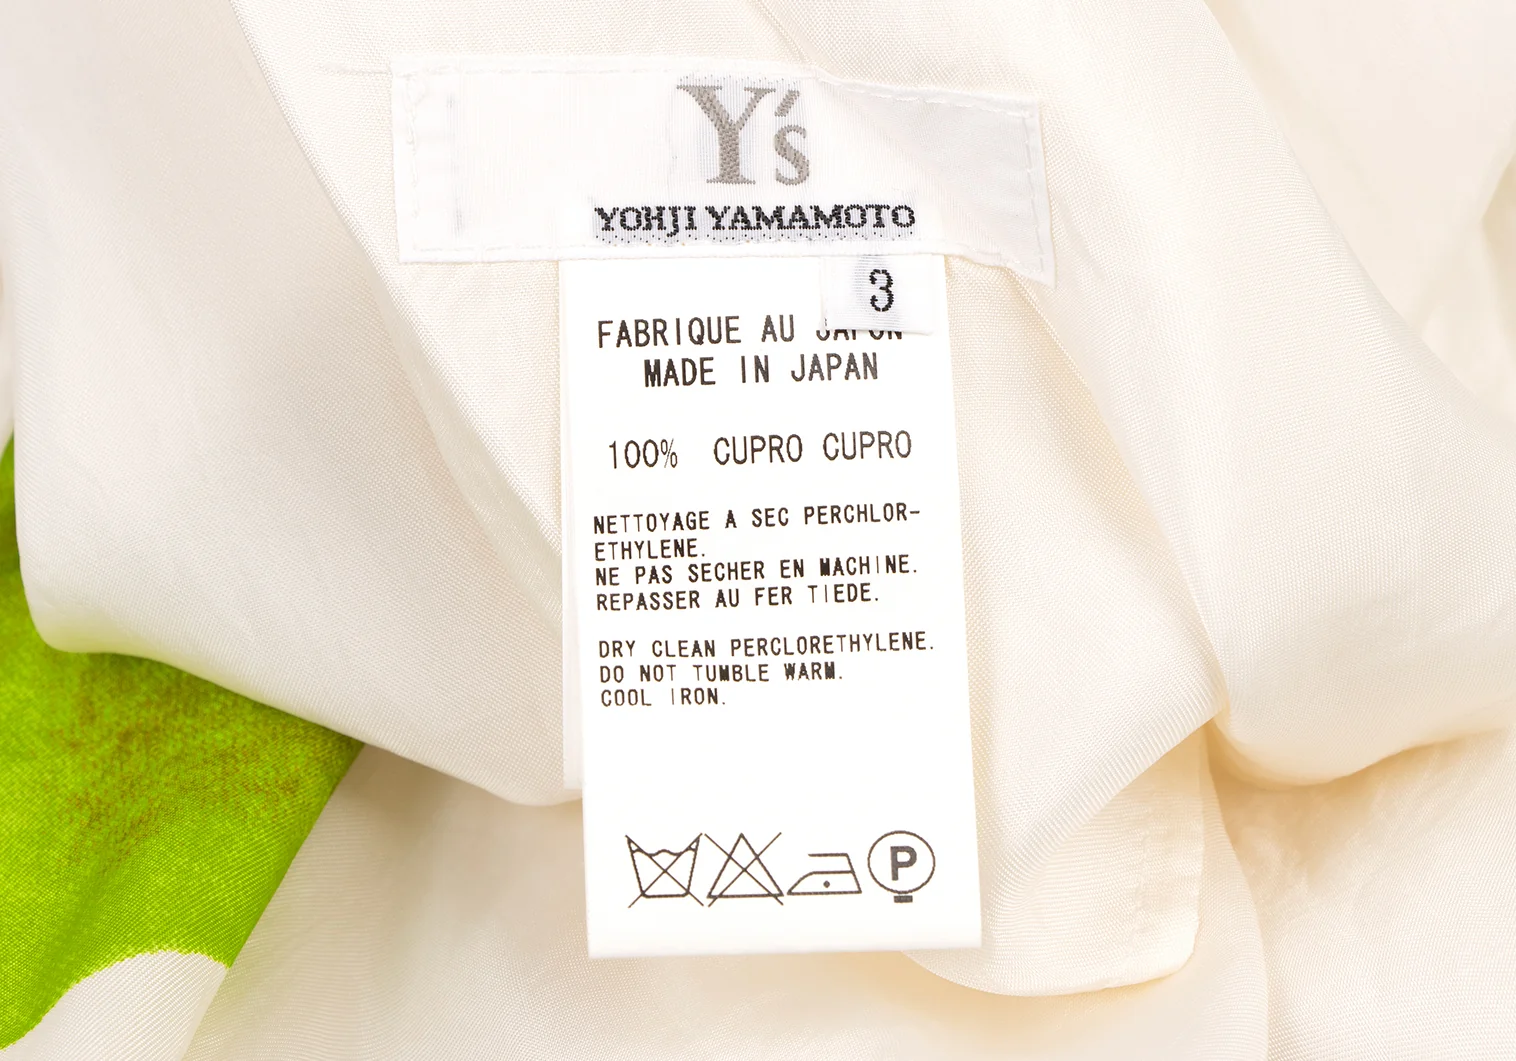 Y's
YOHJI YAMAMOTO
3
FABRIQUE AU JAPON
MADE IN JAPAN
100% CUPRO CUPRO
NETTOYAGE A SEC PERCHLOR-
ETHYLENE.
NE PAS SECHER EN MACHINE.
REPASSER AU FER TIEDE.
DRY CLEAN PERCLORETHYLENE.
DO NOT TUMBLE WARM.
COOL IRON.
P